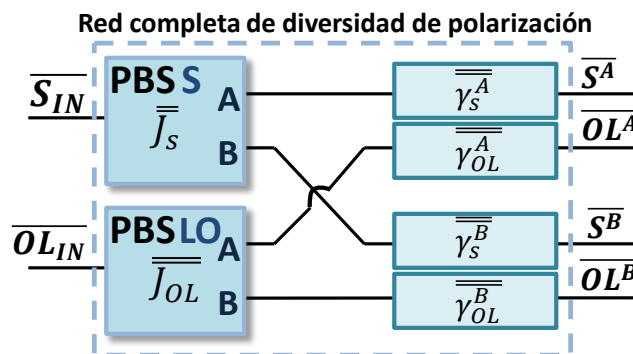 Red completa de diversidad de polarización
S_IN
PBS S
J_s
A
B
γ_s^A
S^A
γ_OL^A
OL^A
OL_IN
PBS LO
J_OL
A
B
γ_s^B
S^B
γ_OL^B
OL^B